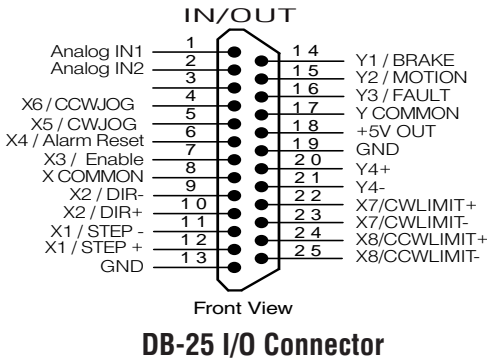 IN/OUT
Analog IN1 1
Analog IN2 2
3
X6 / CCWJOG 4
X5 / CWJOG 5
X4 / Alarm Reset 6
X3 / Enable 7
X COMMON 8
X2 / DIR- 9
X2 / DIR+ 10
X1 / STEP - 11
X1 / STEP + 12
GND 13
14 Y1 / BRAKE
15 Y2 / MOTION
16 Y3 / FAULT
17 Y COMMON
18 +5V OUT
19 GND
20 Y4+
21 Y4-
22 X7/CWLIMIT+
23 X7/CWLIMIT-
24 X8/CCWLIMIT+
25 X8/CCWLIMIT-
Front View
DB-25 I/O Connector